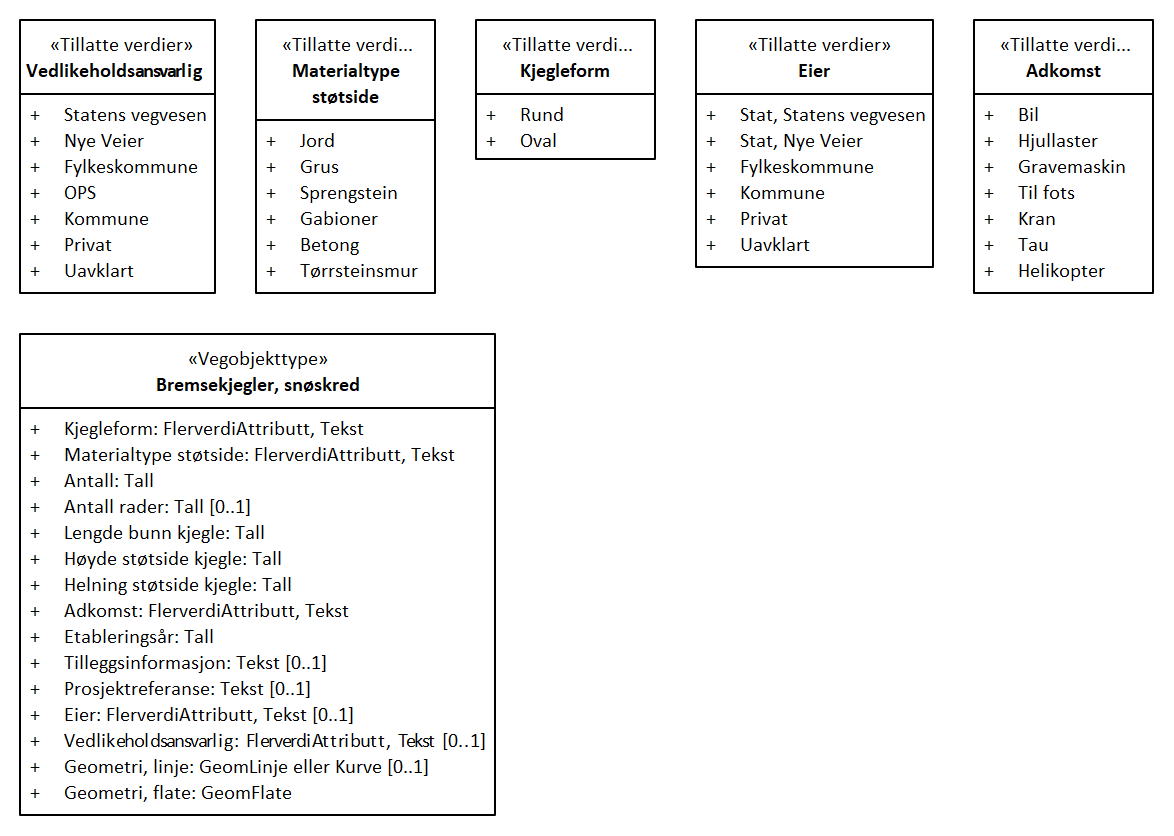 «Tillatte verdier»
Vedlikeholdsansvarlig
+ Statens vegvesen
+ Nye Veier
+ Fylkeskommune
+ OPS
+ Kommune
+ Privat
+ Uavklart
«Tillatte verdi...
Materialtype
støtside
+ Jord
+ Grus
+ Sprengstein
+ Gabioner
+ Betong
+ Tørrsteinsmur
«Tillatte verdi...
Kjegleform
+ Rund
+ Oval
«Tillatte verdier»
Eier
+ Stat, Statens vegvesen
+ Stat, Nye Veier
+ Fylkeskommune
+ Kommune
+ Privat
+ Uavklart
«Tillatte verdi...
Adkomst
+ Bil
+ Hjullaster
+ Gravemaskin
+ Til fots
+ Kran
+ Tau
+ Helikopter
«Vegobjekttype»
Bremsekjegler, snøskred
+ Kjegleform: FlerverdiAttributt, Tekst
+ Materialtype støtside: FlerverdiAttributt, Tekst
+ Antall: Tall
+ Antall rader: Tall [0..1]
+ Lengde bunn kjegle: Tall
+ Høyde støtside kjegle: Tall
+ Helning støtside kjegle: Tall
+ Adkomst: FlerverdiAttributt, Tekst
+ Etableringsår: Tall
+ Tilleggsinformasjon: Tekst [0..1]
+ Prosjektreferanse: Tekst [0..1]
+ Eier: FlerverdiAttributt, Tekst [0..1]
+ Vedlikeholdsansvarlig: FlerverdiAttributt, Tekst [0..1]
+ Geometri, linje: GeomLinje eller Kurve [0..1]
+ Geometri, flate: GeomFlate